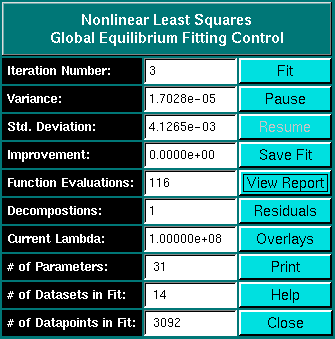 Nonlinear Least Squares
Global Equilibrium Fitting Control
Iteration Number: 3 Fit
Variance: 1.7028e-05 Pause
Std. Deviation: 4.1265e-03 Resume
Improvement: 0.0000e+00 Save Fit
Function Evaluations: 116 View Report
Decompostions: 1 Residuals
Current Lambda: 1.00000e+08 Overlays
# of Parameters: 31 Print
# of Datasets in Fit: 14 Help
# of Datapoints in Fit: 3092 Close